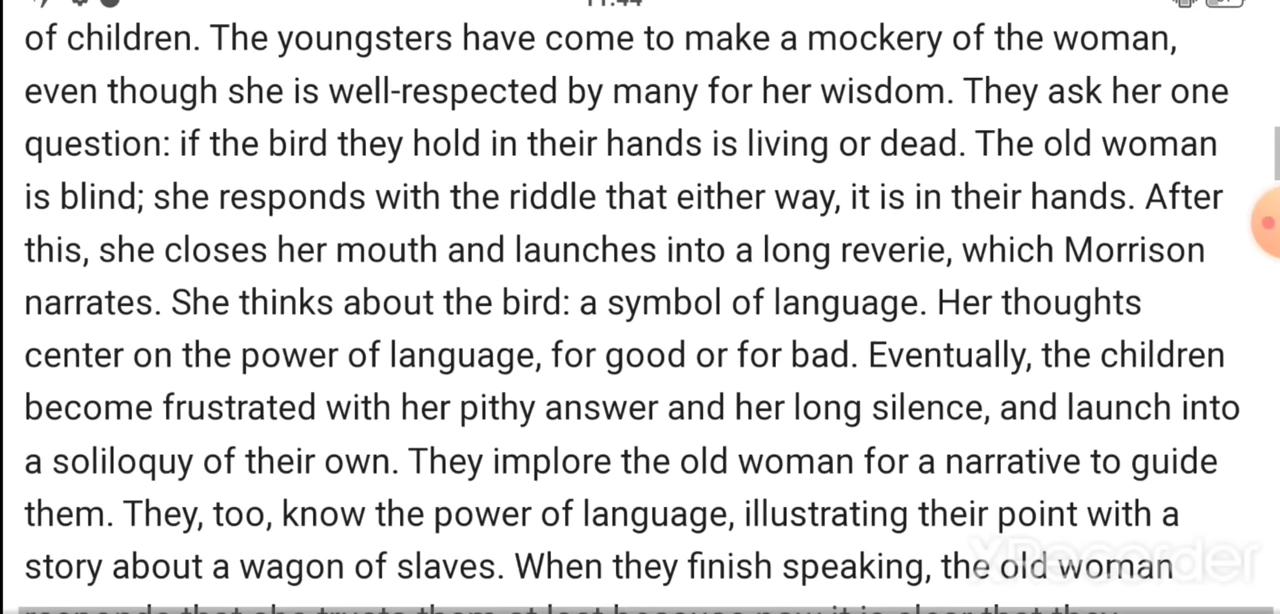 of children. The youngsters have come to make a mockery of the woman,
even though she is well-respected by many for her wisdom. They ask her one
question: if the bird they hold in their hands is living or dead. The old woman
is blind; she responds with the riddle that either way, it is in their hands. After
this, she closes her mouth and launches into a long reverie, which Morrison
narrates. She thinks about the bird: a symbol of language. Her thoughts
center on the power of language, for good or for bad. Eventually, the children
become frustrated with her pithy answer and her long silence, and launch into
a soliloquy of their own. They implore the old woman for a narrative to guide
them. They, too, know the power of language, illustrating their point with a
story about a wagon of slaves. When they finish speaking, the old woman
XRecorder